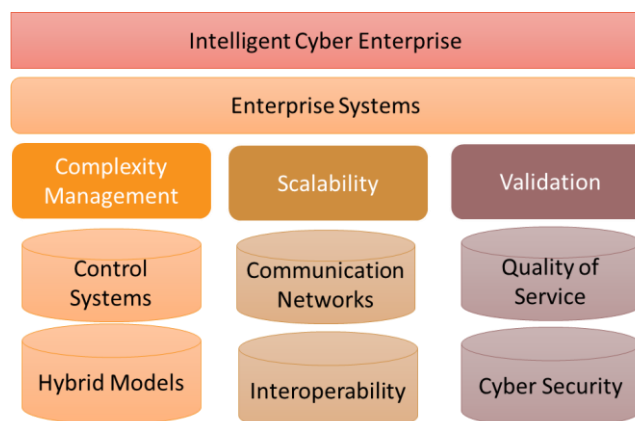 Intelligent Cyber Enterprise
Enterprise Systems
Complexity
Management
Scalability
Validation
Control
Systems
Communication
Networks
Quality of
Service
Hybrid Models
Interoperability
Cyber Security